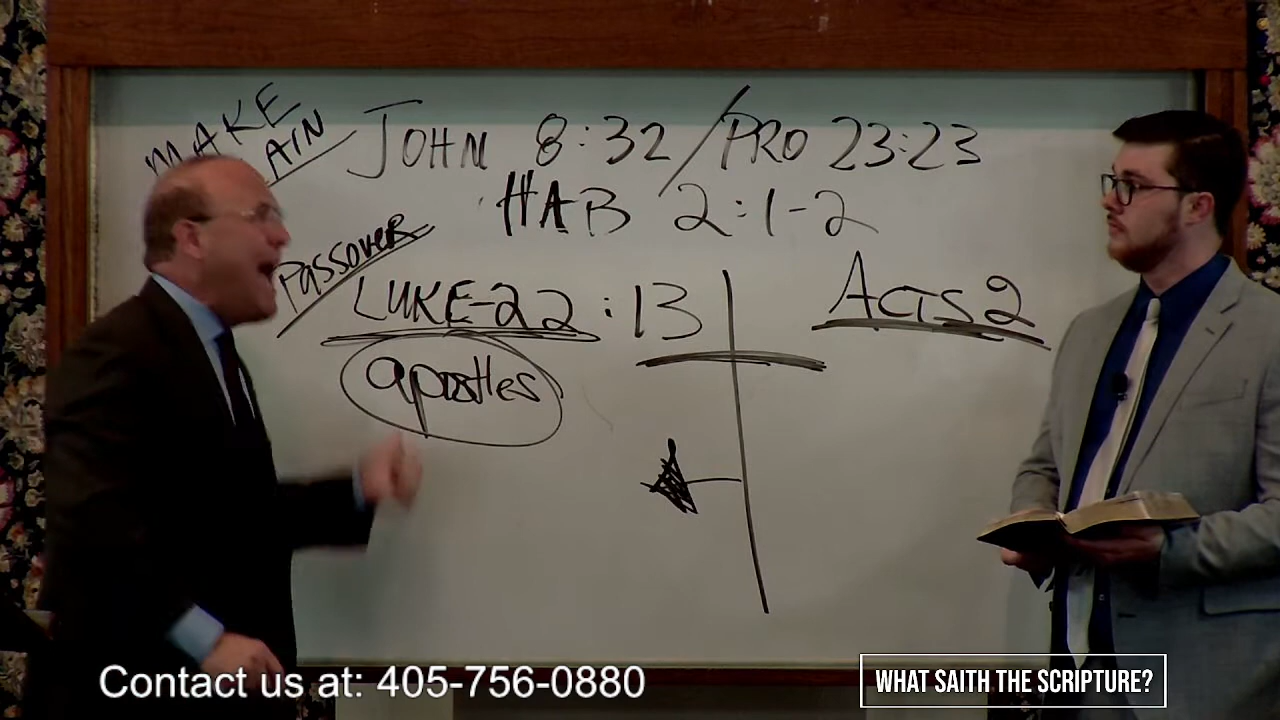 MAKE
JOHN 8:32 / PRO 23:23
HAB 2:1-2
Passover
LUKE-22:13
Acts 2
apostles
Contact us at: 405-756-0880
WHAT SAITH THE SCRIPTURE?